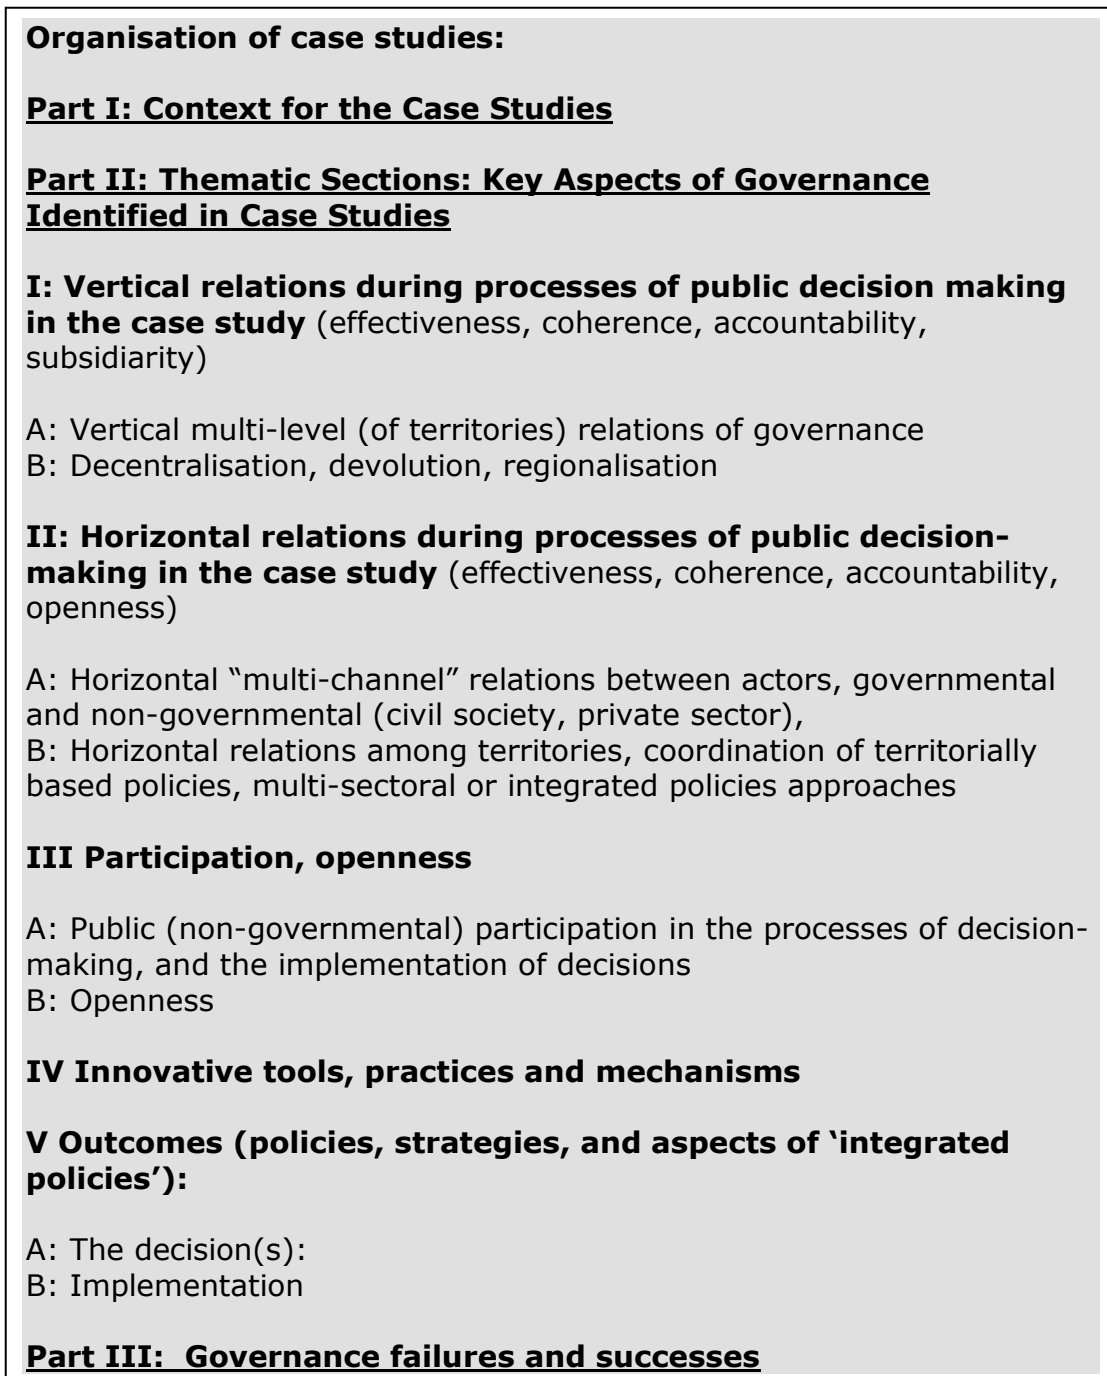 Organisation of case studies:
Part I: Context for the Case Studies
Part II: Thematic Sections: Key Aspects of Governance
Identified in Case Studies
I: Vertical relations during processes of public decision making
in the case study (effectiveness, coherence, accountability,
subsidiarity)
A: Vertical multi-level (of territories) relations of governance
B: Decentralisation, devolution, regionalisation
II: Horizontal relations during processes of public decision-
making in the case study (effectiveness, coherence, accountability,
openness)
A: Horizontal “multi-channel” relations between actors, governmental
and non-governmental (civil society, private sector),
B: Horizontal relations among territories, coordination of territorially
based policies, multi-sectoral or integrated policies approaches
III Participation, openness
A: Public (non-governmental) participation in the processes of decision-
making, and the implementation of decisions
B: Openness
IV Innovative tools, practices and mechanisms
V Outcomes (policies, strategies, and aspects of ‘integrated
policies’):
A: The decision(s):
B: Implementation
Part III:  Governance failures and successes